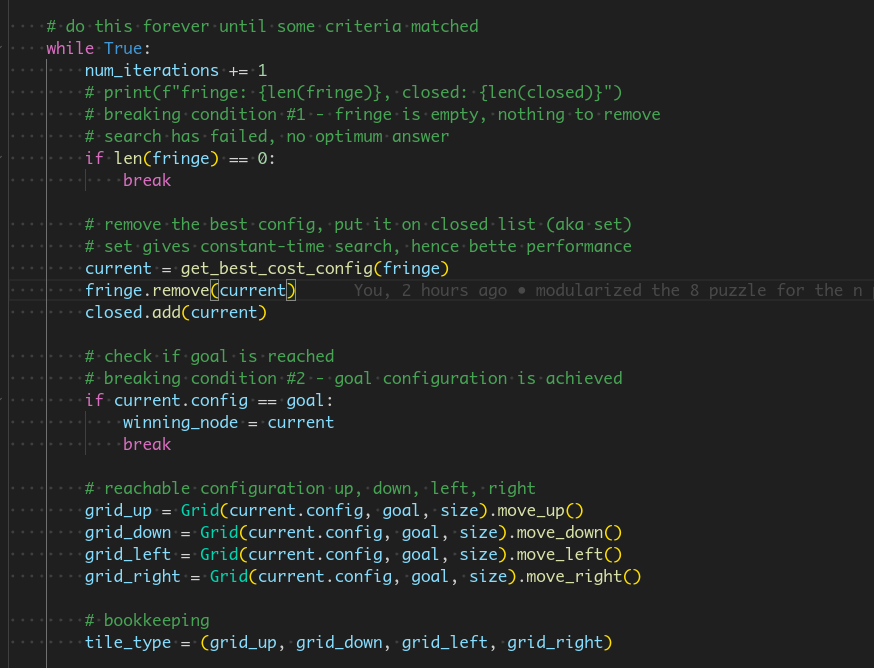 # do this forever until some criteria matched
while True:
num_iterations += 1
# print(f"fringe: {len(fringe)}, closed: {len(closed)}")
# breaking condition #1 - fringe is empty, nothing to remove
# search has failed, no optimum answer
if len(fringe) == 0:
break
# remove the best config, put it on closed list (aka set)
# set gives constant-time search, hence bette performance
current = get_best_cost_config(fringe)
fringe.remove(current) You, 2 hours ago • modularized the 8 puzzle for the n
closed.add(current)
# check if goal is reached
# breaking condition #2 - goal configuration is achieved
if current.config == goal:
winning_node = current
break
# reachable configuration up, down, left, right
grid_up = Grid(current.config, goal, size).move_up()
grid_down = Grid(current.config, goal, size).move_down()
grid_left = Grid(current.config, goal, size).move_left()
grid_right = Grid(current.config, goal, size).move_right()
# bookkeeping
tile_type = (grid_up, grid_down, grid_left, grid_right)